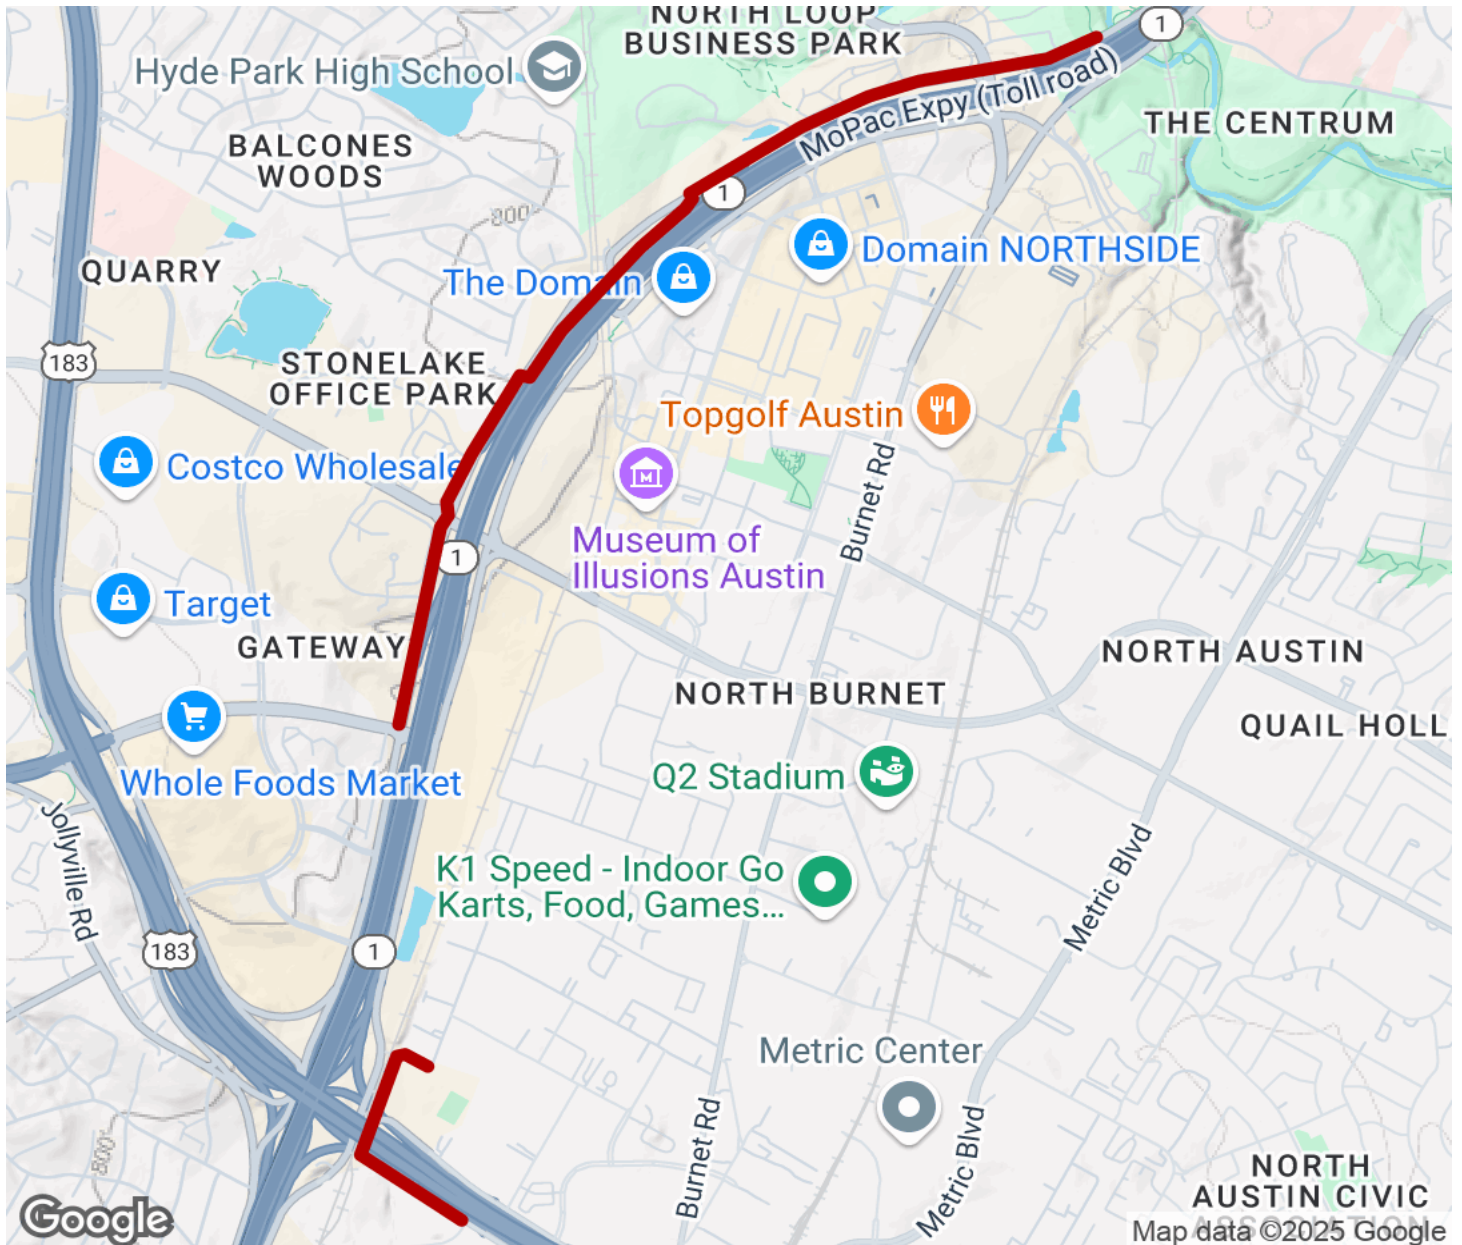 NORTH LOOP
BUSINESS PARK
1
Hyde Park High School
MoPac Expy (Toll road)
THE CENTRUM
BALCONES
WOODS
1
800'
Domain NORTHSIDE
QUARRY
The Domain
183
STONELAKE
OFFICE PARK
Topgolf Austin
Costco Wholesale
Burnet Rd
Museum of
Illusions Austin
1
Target
GATEWAY
NORTH AUSTIN
NORTH BURNET
QUAIL HOLL
Whole Foods Market
Q2 Stadium
Jollyville Rd
K1 Speed - Indoor Go
Karts, Food, Games...
Metric Blvd
183
1
Metric Center
Burnet Rd
Metric Blvd
800'
NORTH
AUSTIN CIVIC
ASSOCIATION
Google
Map data ©2025 Google